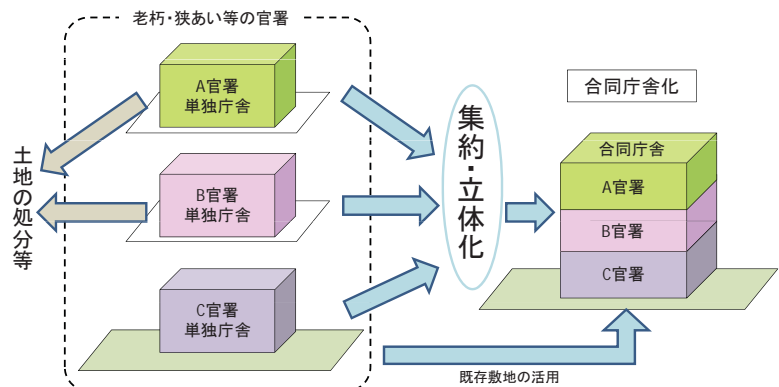 老朽・狭あい等の官署
A官署
単独庁舎
B官署
単独庁舎
C官署
単独庁舎
土地の処分等
集約・立体化
合同庁舎化
合同庁舎
A官署
B官署
C官署
既存敷地の活用